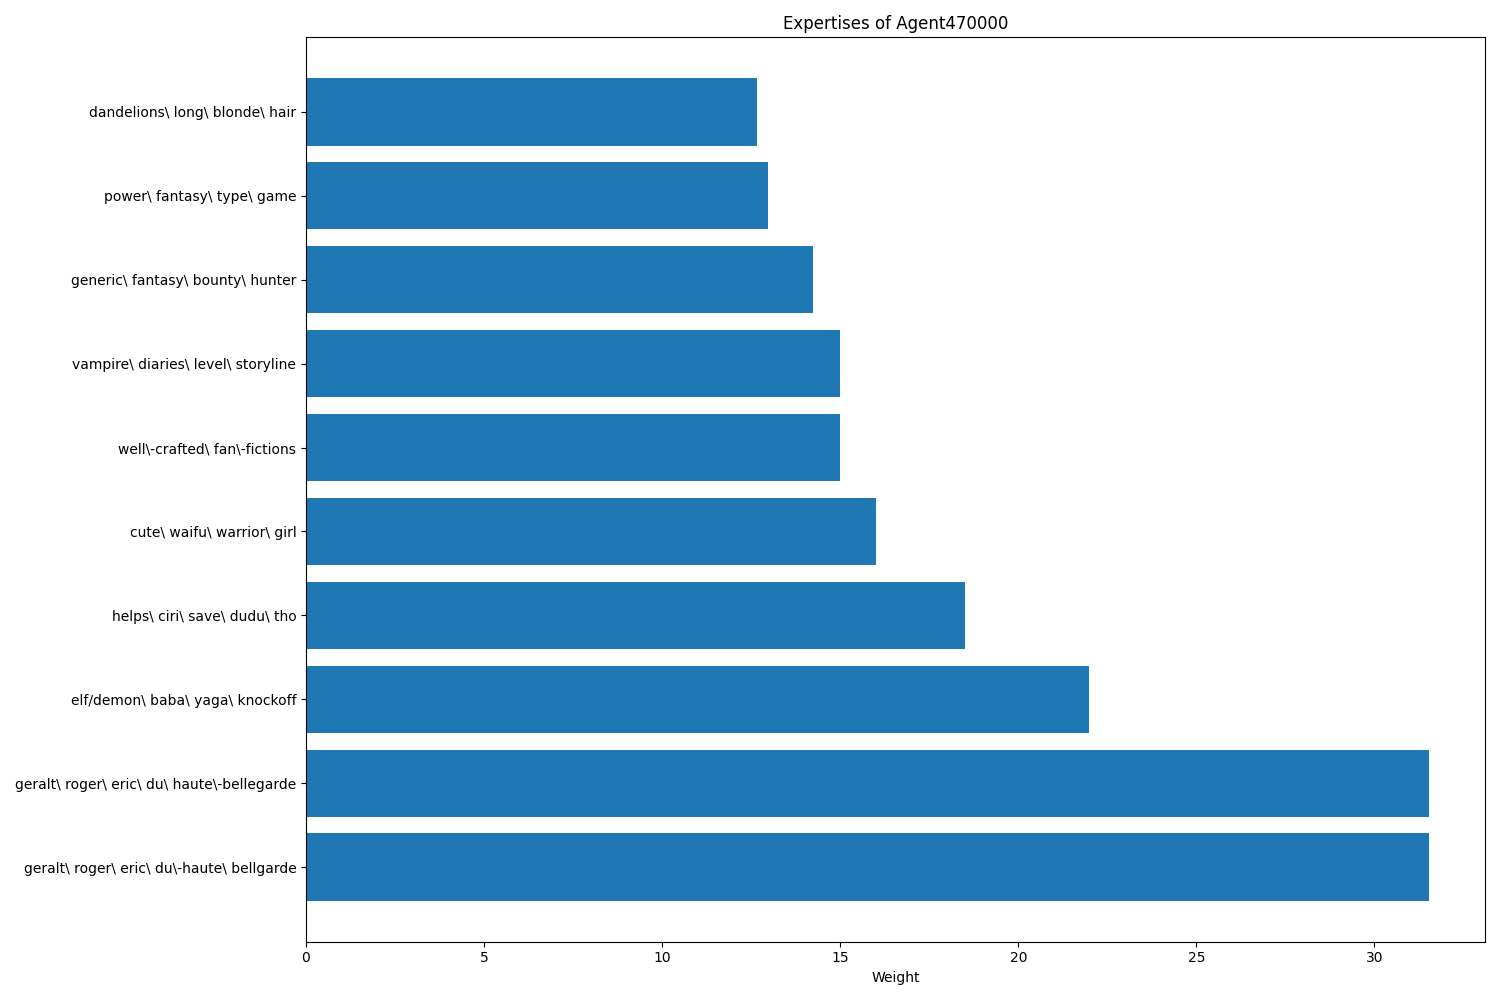 Expertises of Agent470000
dandelions\ long\ blonde\ hair
power\ fantasy\ type\ game
generic\ fantasy\ bounty\ hunter
vampire\ diaries\ level\ storyline
well\-crafted\ fan\-fictions
cute\ waifu\ warrior\ girl
helps\ ciri\ save\ dudu\ tho
elf/demon\ baba\ yaga\ knockoff
geralt\ roger\ eric\ du\ haute\-bellegarde
geralt\ roger\ eric\ du\-haute\ bellgarde
0 5 10 15 20 25 30
Weight